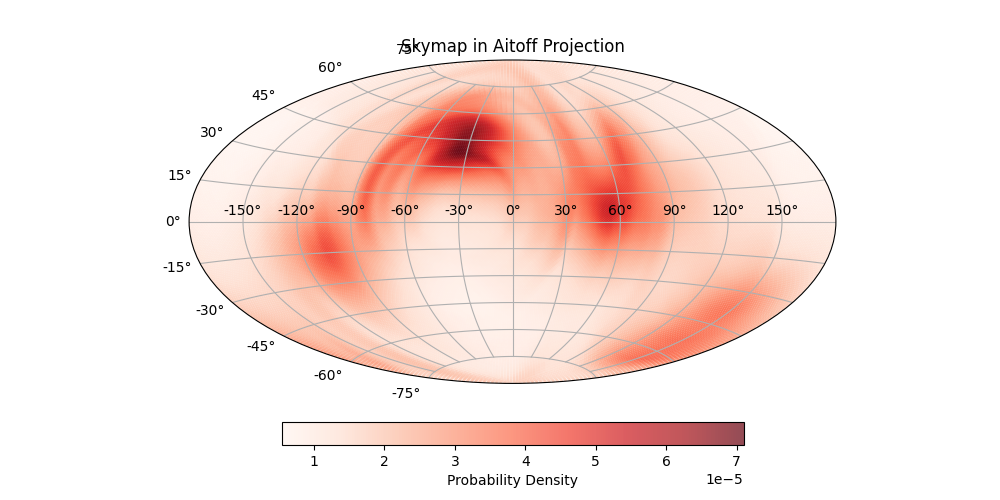 75°
Skymap in Aitoff Projection
60°
45°
30°
15°
-150° -120° -90° -60° -30° 0° 30° 60° 90° 120° 150°
0°
-15°
-30°
-45°
-60°
-75°
1 2 3 4 5 6 7
1e−5
Probability Density